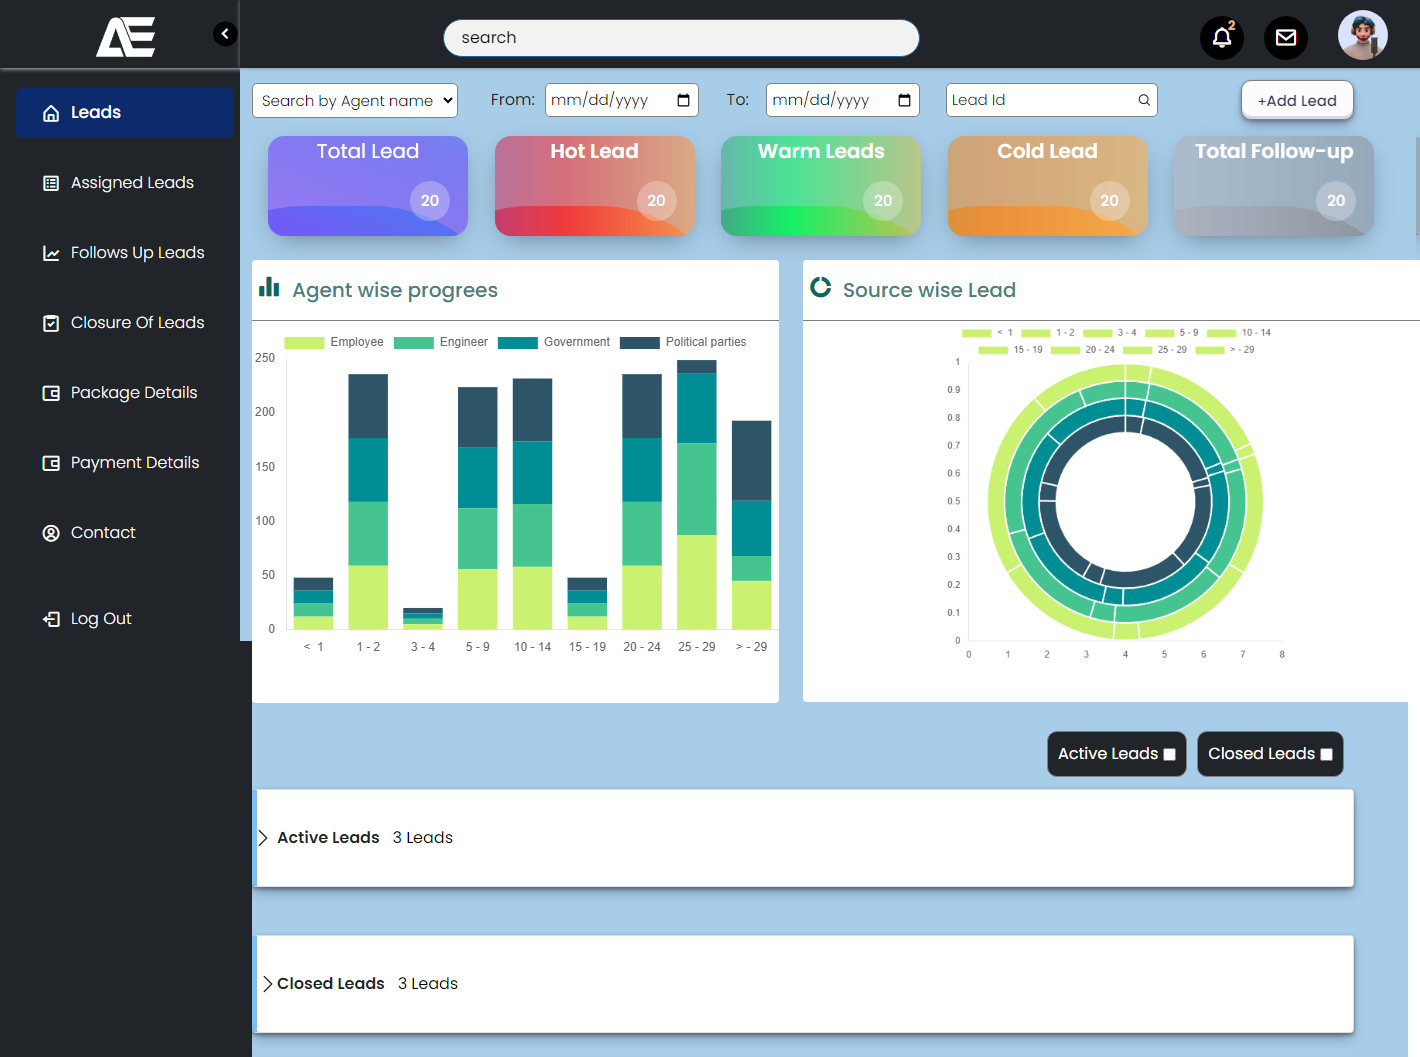 AE
search
2
Leads
Assigned Leads
Follows Up Leads
Closure Of Leads
Package Details
Payment Details
Contact
Log Out
Search by Agent name
From: mm/dd/yyyy
To: mm/dd/yyyy
Lead Id
+Add Lead
Total Lead
20
Hot Lead
20
Warm Leads
20
Cold Lead
20
Total Follow-up
20
Agent wise progrees
Employee Engineer Government Political parties
250
200
150
100
50
0
< 1 1 - 2 3 - 4 5 - 9 10 - 14 15 - 19 20 - 24 25 - 29 > - 29
Source wise Lead
< 1 1 - 2 3 - 4 5 - 9 10 - 14
15 - 19 20 - 24 25 - 29 > - 29
1
0.9
0.8
0.7
0.6
0.5
0.4
0.3
0.2
0.1
0
0 1 2 3 4 5 6 7 8
Active Leads
Closed Leads
Active Leads 3 Leads
Closed Leads 3 Leads